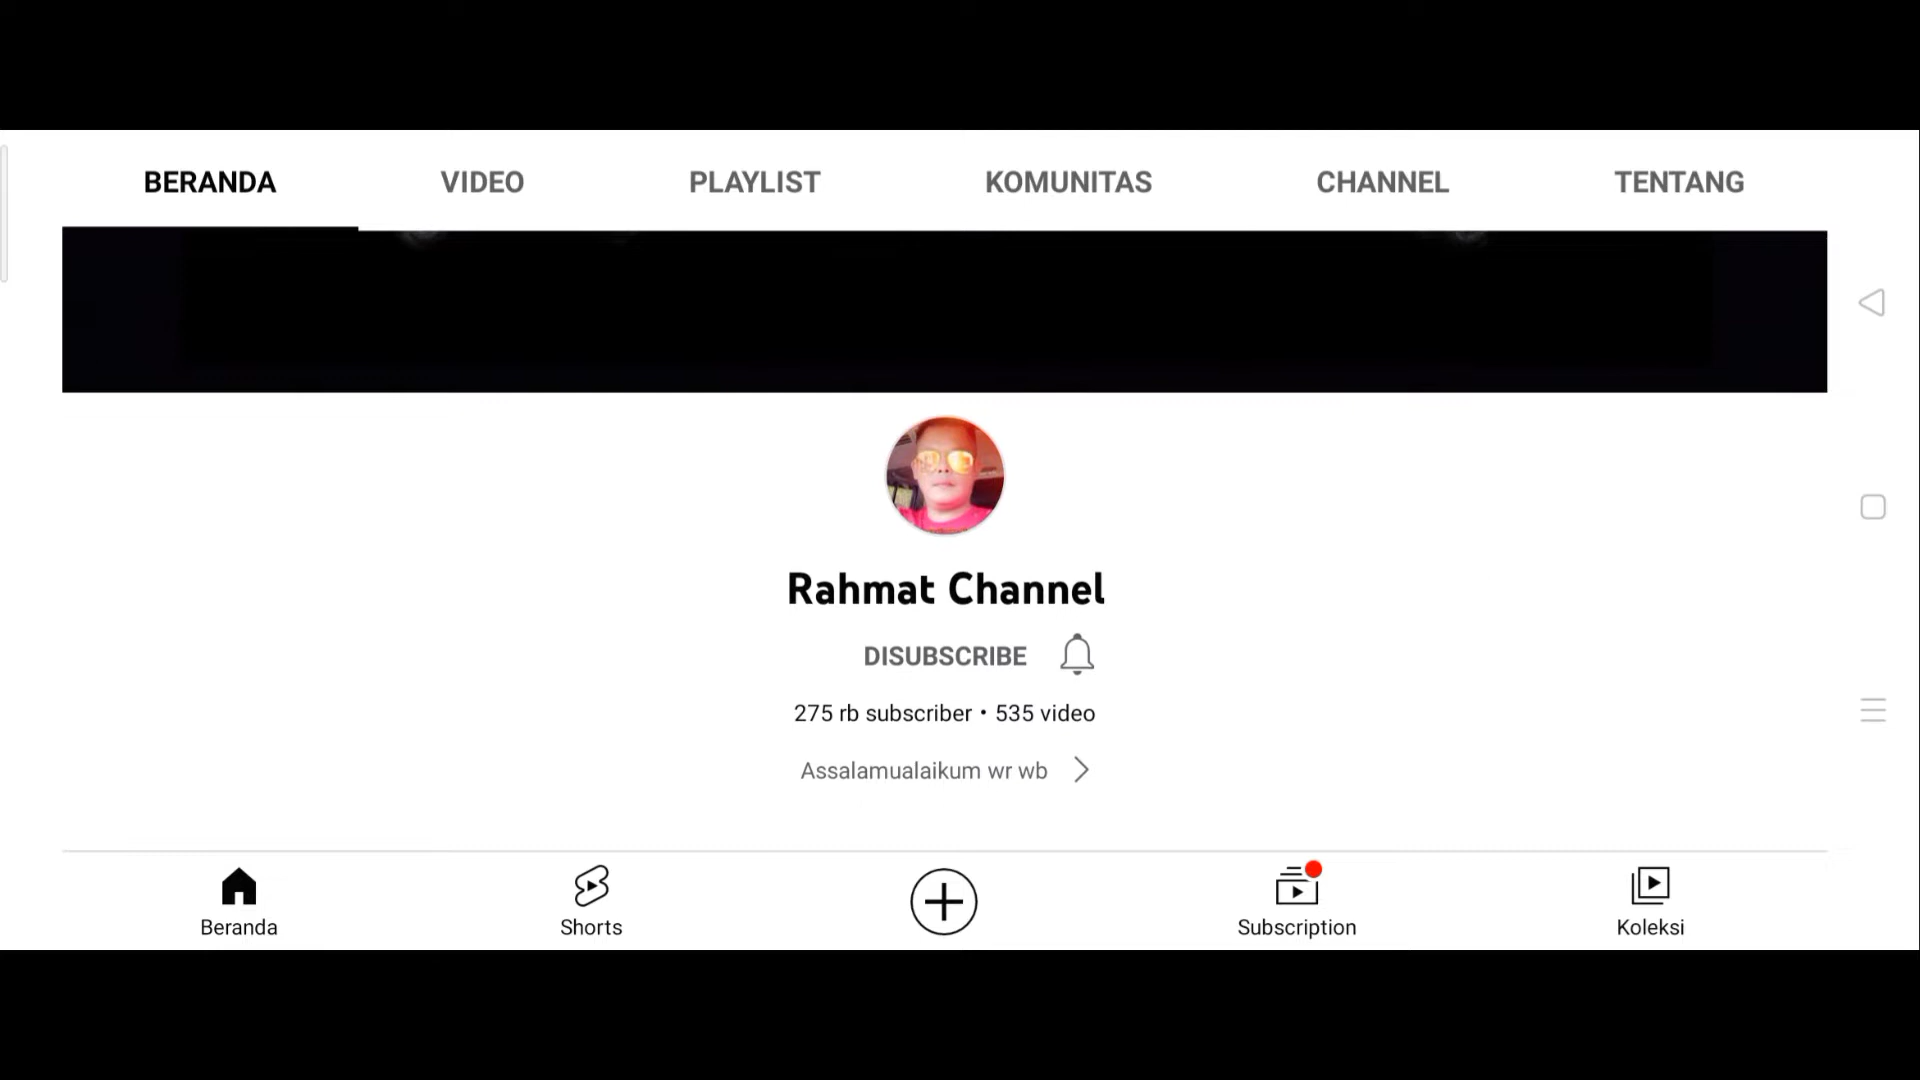 BERANDA VIDEO PLAYLIST KOMUNITAS CHANNEL TENTANG
Rahmat Channel
DISUBSCRIBE
275 rb subscriber • 535 video
Assalamualaikum wr wb
Beranda Shorts Subscription Koleksi